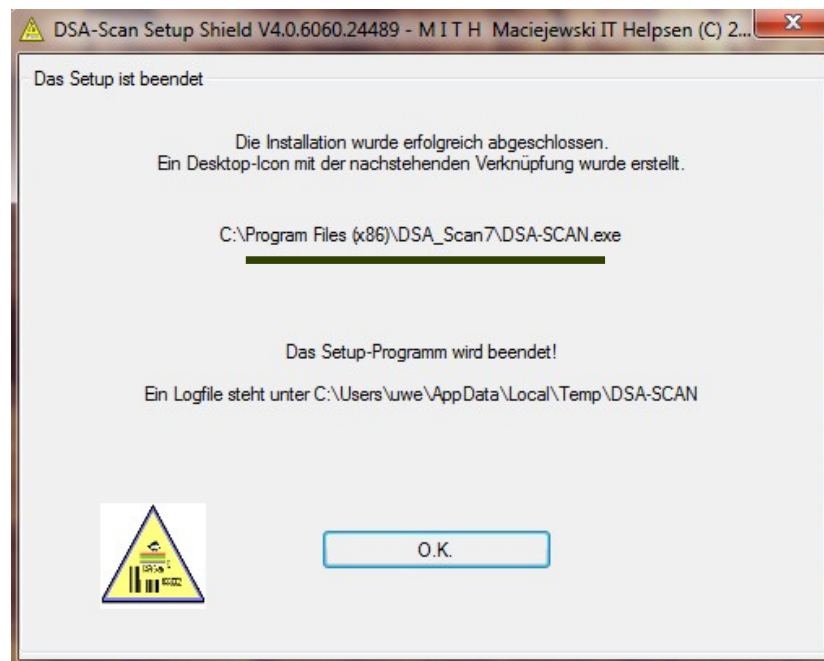 DSA-Scan Setup Shield V4.0.6060.24489 - M I T H Maciejewski IT Helpsen (C) 2...
Das Setup ist beendet
Die Installation wurde erfolgreich abgeschlossen.
Ein Desktop-Icon mit der nachstehenden Verknüpfung wurde erstellt.
C:\Program Files (x86)\DSA_Scan7\DSA-SCAN.exe
Das Setup-Programm wird beendet!
Ein Logfile steht unter C:\Users\uwe\AppData\Local\Temp\DSA-SCAN
O.K.